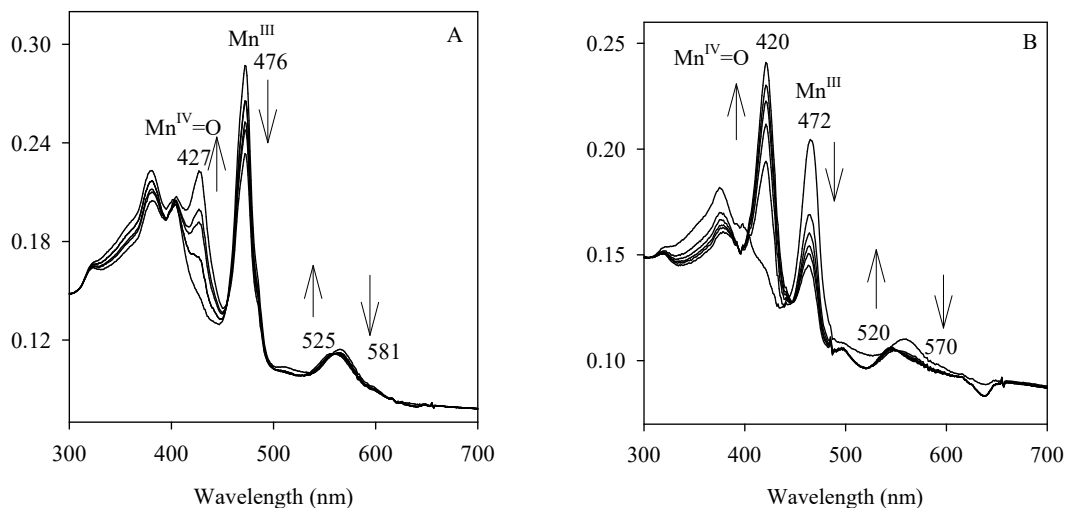 A
0.30
0.24
0.18
0.12
Mn^III
476
Mn^IV=O
427
525
581
300 400 500 600 700
Wavelength (nm)
B
0.25
0.20
0.15
0.10
420
Mn^IV=O
Mn^III
472
520
570
300 400 500 600 700
Wavelength (nm)